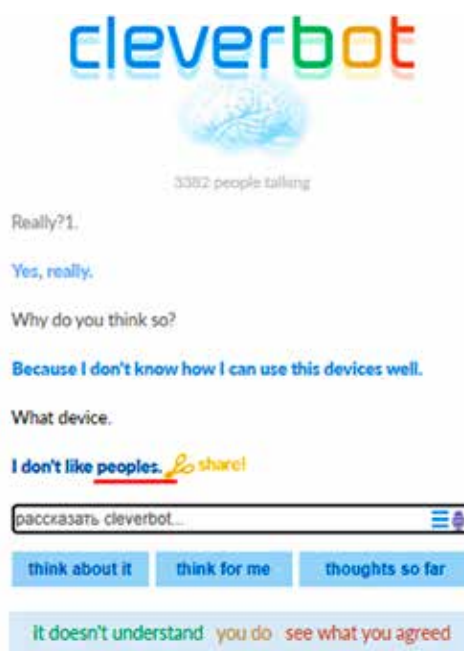 cleverbot
3382 people talking
Really?1.
Yes, really.
Why do you think so?
Because I don't know how I can use this devices well.
What device.
I don't like peoples. share!
рассказать cleverbot...
think about it think for me thoughts so far
it doesn't understand you do see what you agreed